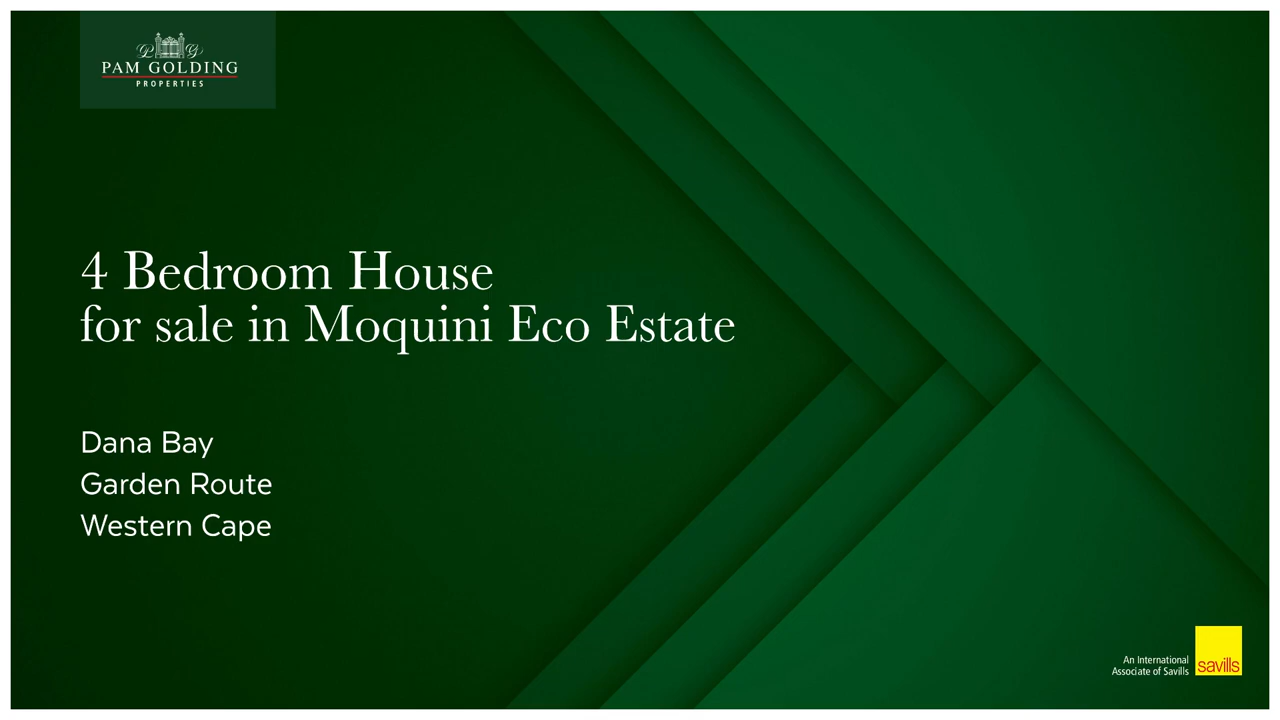 PAM GOLDING
PROPERTIES
4 Bedroom House
for sale in Moquini Eco Estate
Dana Bay
Garden Route
Western Cape
An International
Associate of Savills
savills